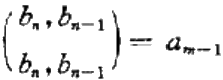 (b_n, b_{n-1}
b_n, b_{n-1}) = a_{m-1}